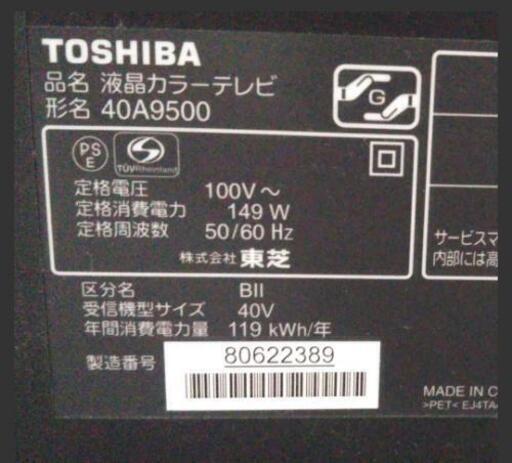 TOSHIBA
品名 液晶カラーテレビ
形名 40A9500
G
PS
E
TÜVRheinland
定格電圧 100V～
定格消費電力 149 W
定格周波数 50/60 Hz
株式会社 東芝
サービスマ
内部には高
区分名 BII
受信機型サイズ 40V
年間消費電力量 119 kWh/年
製造番号 80622389
MADE IN C
>PET< EJ4TA